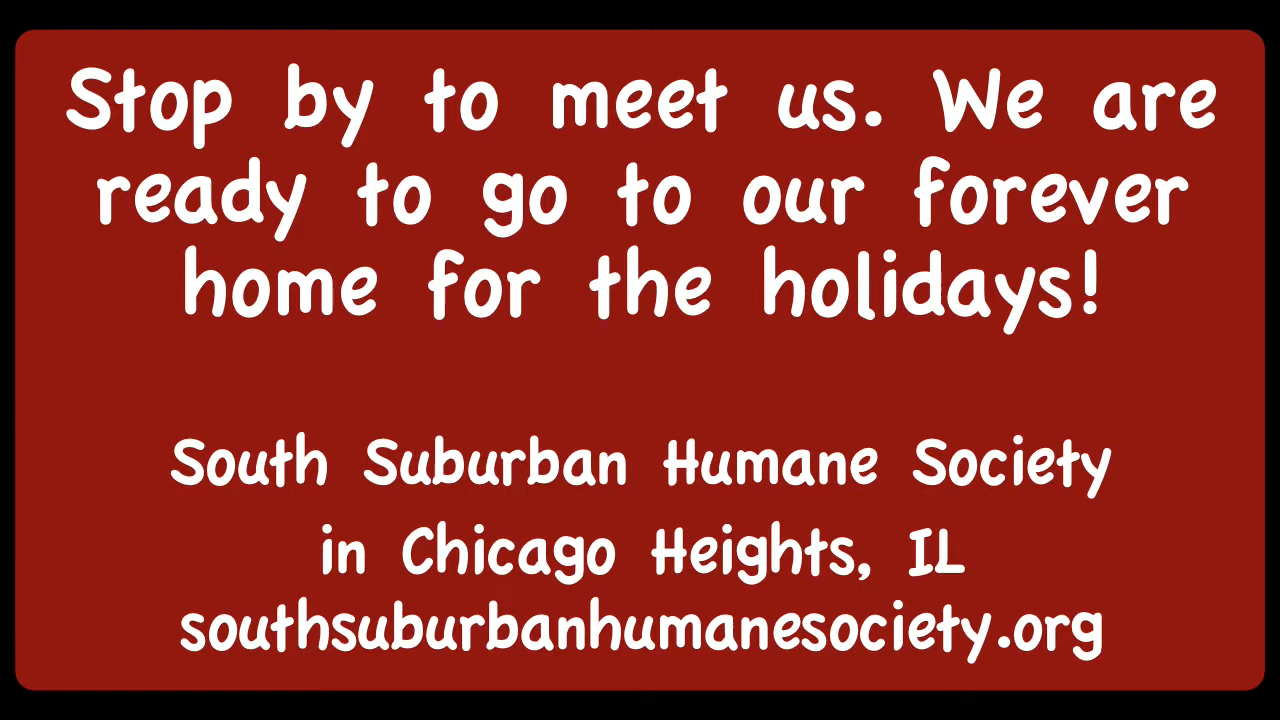 Stop by to meet us. We are
ready to go to our forever
home for the holidays!
South Suburban Humane Society
in Chicago Heights, IL
southsuburbanhumanesociety.org